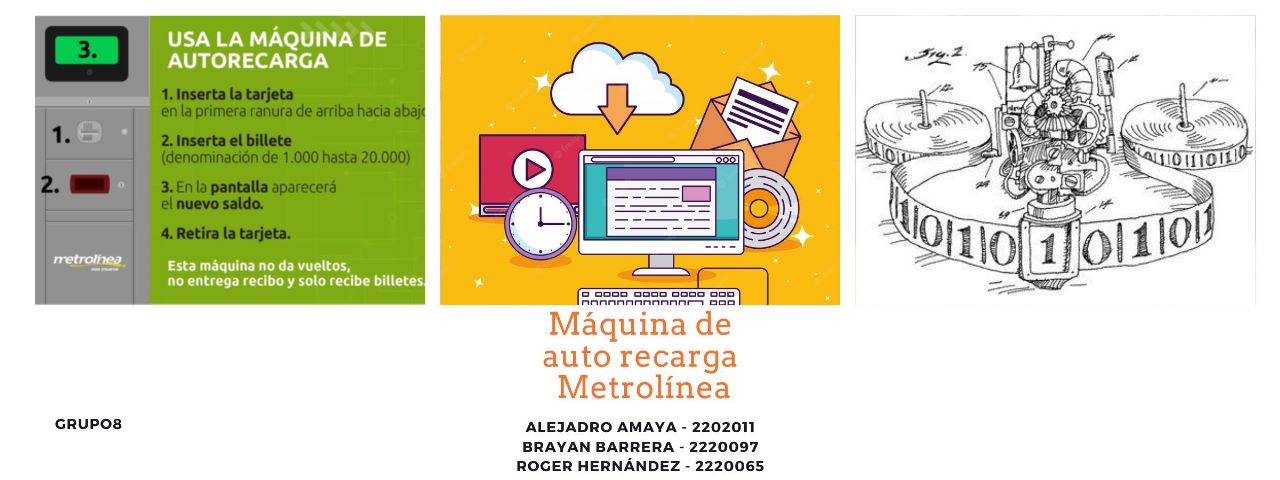 3.
1.
2.
metrolínea
USA LA MÁQUINA DE
AUTORECARGA
1. Inserta la tarjeta
en la primera ranura de arriba hacia abajo
2. Inserta el billete
(denominación de 1.000 hasta 20.000)
3. En la pantalla aparecerá
el nuevo saldo.
4. Retira la tarjeta.
Esta máquina no da vueltos,
no entrega recibo y solo recibe billetes.
Fig. 2.
0 1 0 1 0 1 0 1
Máquina de
auto recarga
Metrolínea
GRUPO8
ALEJADRO AMAYA - 2202011
BRAYAN BARRERA - 2220097
ROGER HERNÁNDEZ - 2220065